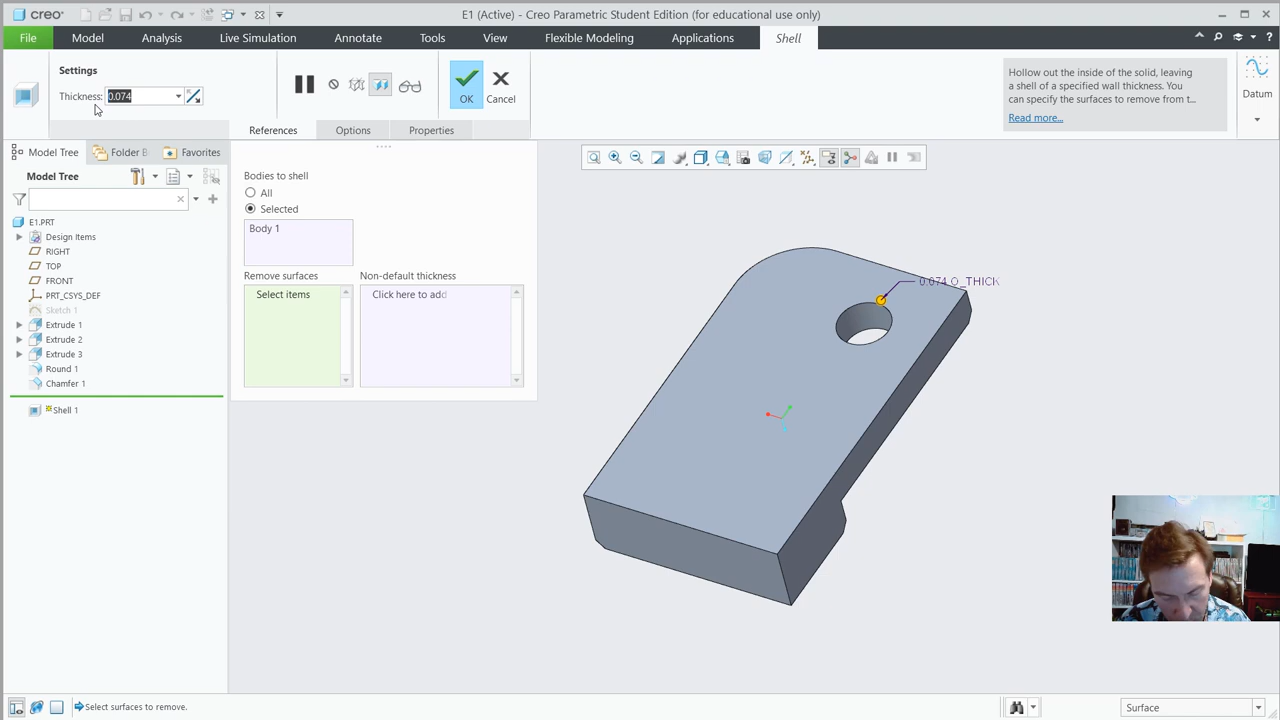 creo
E1 (Active) - Creo Parametric Student Edition (for educational use only)
File Model Analysis Live Simulation Annotate Tools View Flexible Modeling Applications Shell
Settings
Thickness: 0.074
OK
Cancel
References Options Properties
Hollow out the inside of the solid, leaving
a shell of a specified wall thickness. You
can specify the surfaces to remove from t...
Read more...
Datum
Model Tree Folder B Favorites
Model Tree
E1.PRT
Design Items
RIGHT
TOP
FRONT
PRT_CSYS_DEF
Sketch 1
Extrude 1
Extrude 2
Extrude 3
Round 1
Chamfer 1
Shell 1
Bodies to shell
All
Selected
Body 1
Remove surfaces Non-default thickness
Select items Click here to add
0.074 O_THICK
Select surfaces to remove.
Surface